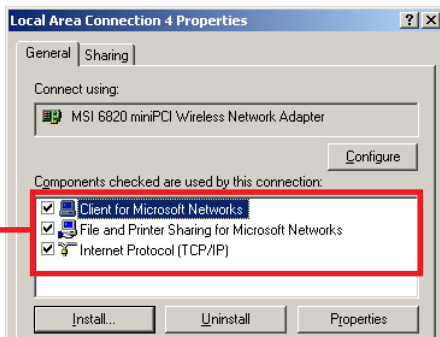 Local Area Connection 4 Properties
General Sharing
Connect using:
MSI 6820 miniPCI Wireless Network Adapter
Configure
Components checked are used by this connection:
Client for Microsoft Networks
File and Printer Sharing for Microsoft Networks
Internet Protocol (TCP/IP)
Install... Uninstall Properties